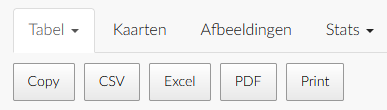 Tabel Kaarten Afbeeldingen Stats
Copy CSV Excel PDF Print